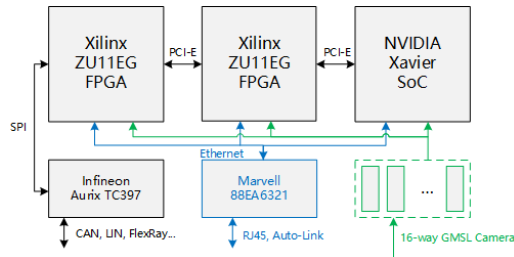 Xilinx
ZU11EG
FPGA
PCI-E
Xilinx
ZU11EG
FPGA
PCI-E
NVIDIA
Xavier
SoC
SPI
Ethernet
Infineon
Aurix TC397
Marvell
88EA6321
...
CAN, LIN, FlexRay...
RJ45, Auto-Link
16-way GMSL Camera